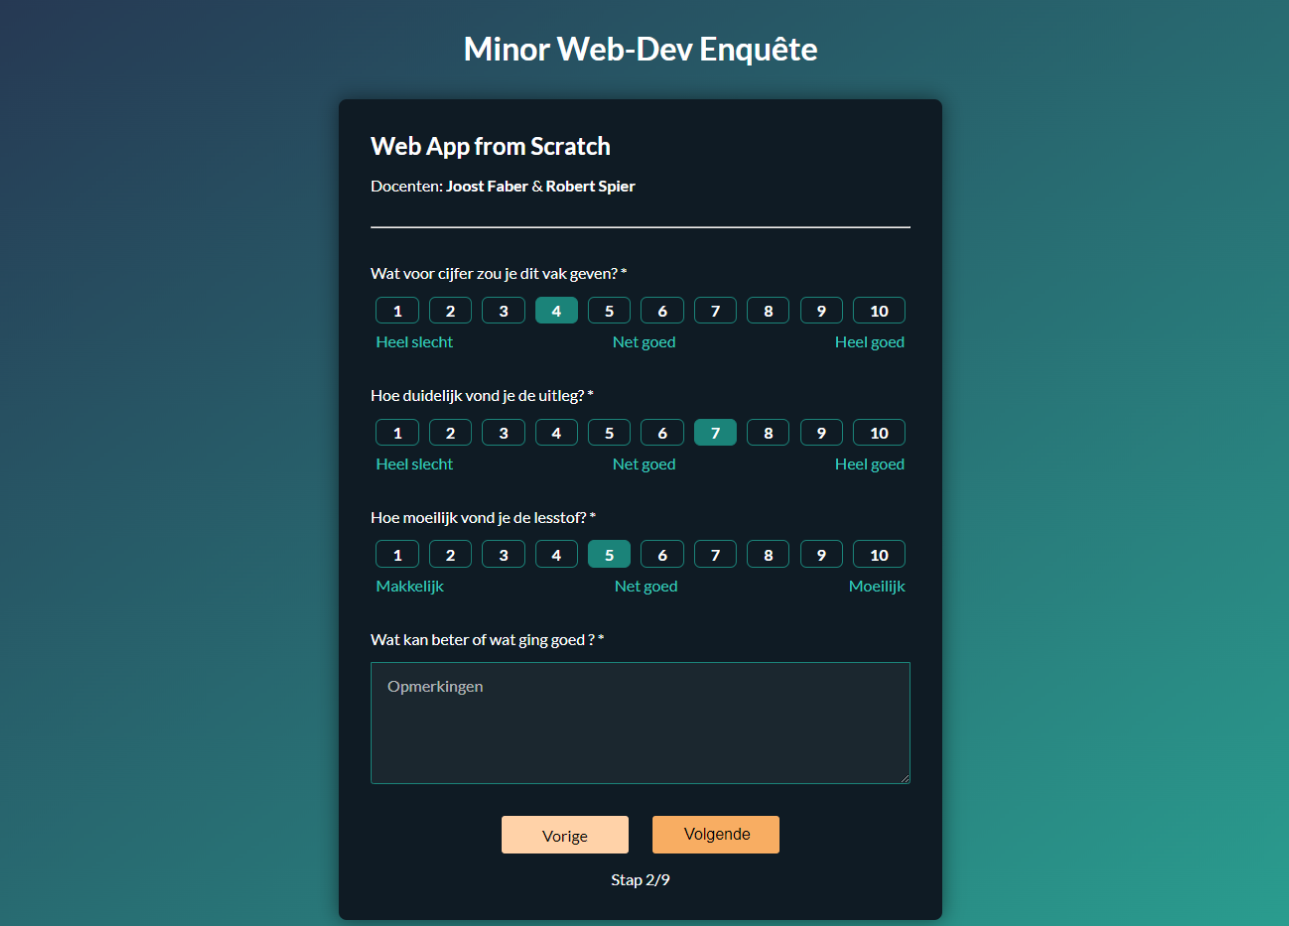 Minor Web-Dev Enquête
Web App from Scratch
Docenten: Joost Faber & Robert Spier
Wat voor cijfer zou je dit vak geven? *
1 2 3 4 5 6 7 8 9 10
Heel slecht Net goed Heel goed
Hoe duidelijk vond je de uitleg? *
1 2 3 4 5 6 7 8 9 10
Heel slecht Net goed Heel goed
Hoe moeilijk vond je de lesstof? *
1 2 3 4 5 6 7 8 9 10
Makkelijk Net goed Moeilijk
Wat kan beter of wat ging goed ? *
Opmerkingen
Vorige Volgende
Stap 2/9